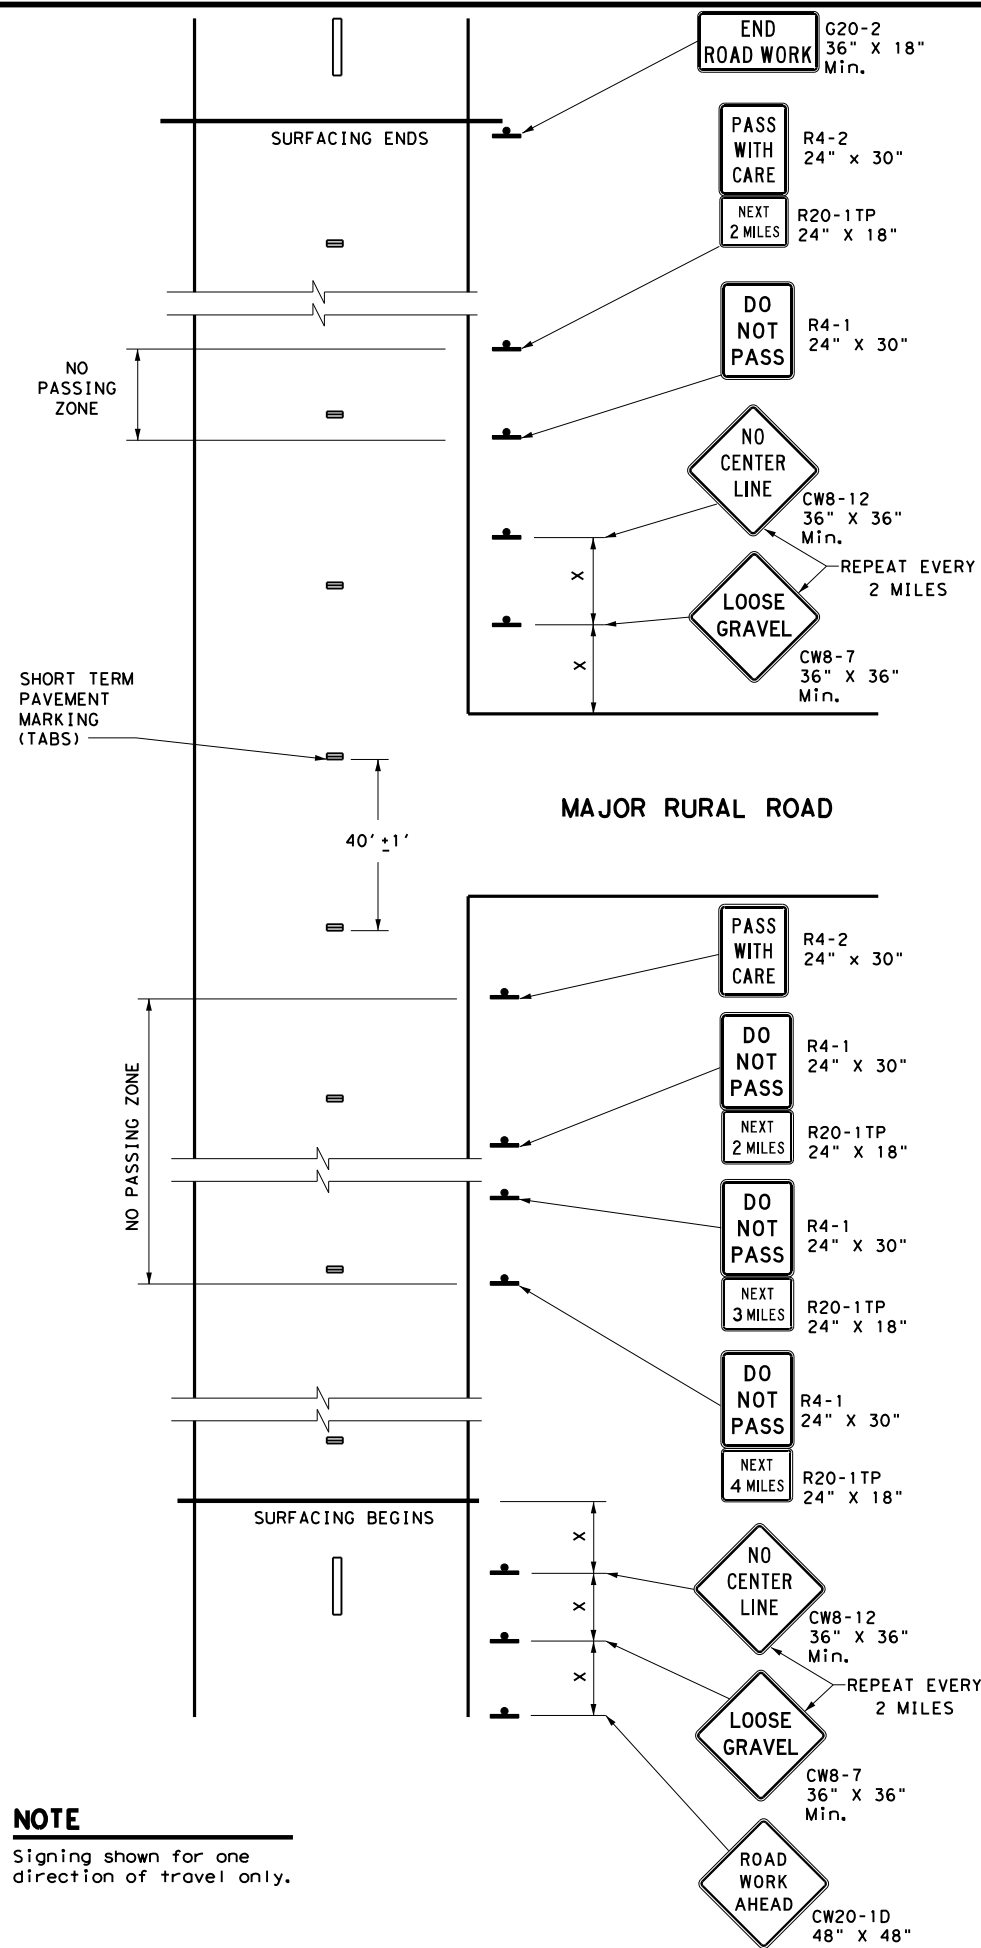 END
ROAD WORK
G20-2
36" X 18"
Min.
SURFACING ENDS
PASS
WITH
CARE
R4-2
24" x 30"
NEXT
2 MILES
R20-1TP
24" X 18"
DO
NOT
PASS
R4-1
24" X 30"
NO
PASSING
ZONE
NO
CENTER
LINE
CW8-12
36" X 36"
Min.
X
REPEAT EVERY
2 MILES
LOOSE
GRAVEL
CW8-7
36" X 36"
Min.
X
SHORT TERM
PAVEMENT
MARKING
(TABS)
40' ±1'
MAJOR RURAL ROAD
PASS
WITH
CARE
R4-2
24" x 30"
NO PASSING ZONE
DO
NOT
PASS
R4-1
24" X 30"
NEXT
2 MILES
R20-1TP
24" X 18"
DO
NOT
PASS
R4-1
24" X 30"
NEXT
3 MILES
R20-1TP
24" X 18"
DO
NOT
PASS
R4-1
24" X 30"
NEXT
4 MILES
R20-1TP
24" X 18"
SURFACING BEGINS
X
X
X
NO
CENTER
LINE
CW8-12
36" X 36"
Min.
REPEAT EVERY
2 MILES
LOOSE
GRAVEL
CW8-7
36" X 36"
Min.
ROAD
WORK
AHEAD
CW20-1D
48" X 48"
NOTE
Signing shown for one
direction of travel only.